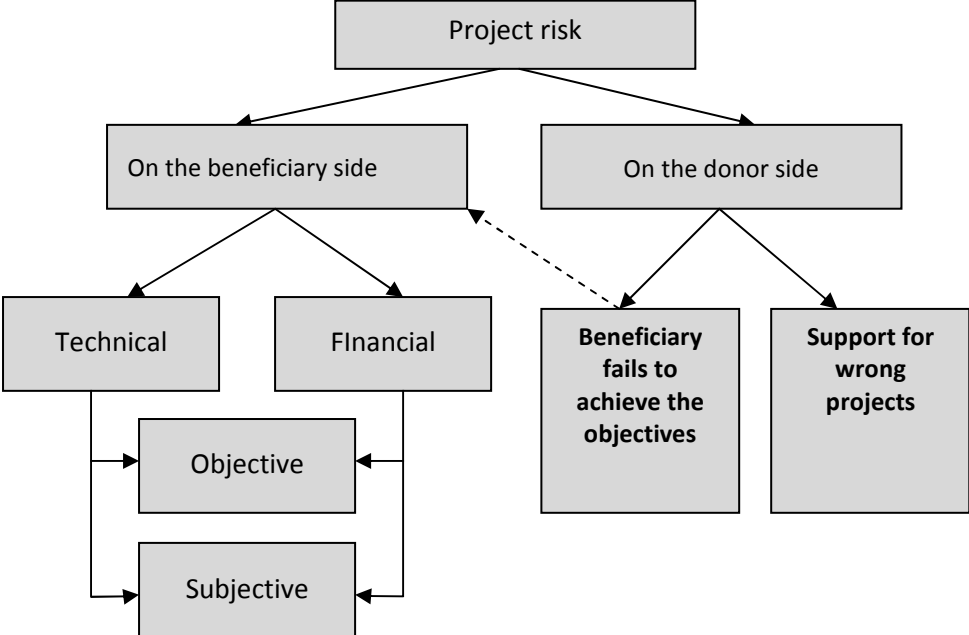 Project risk
On the beneficiary side
On the donor side
Technical
FInancial
Beneficiary
fails to
achieve the
objectives
Support for
wrong
projects
Objective
Subjective